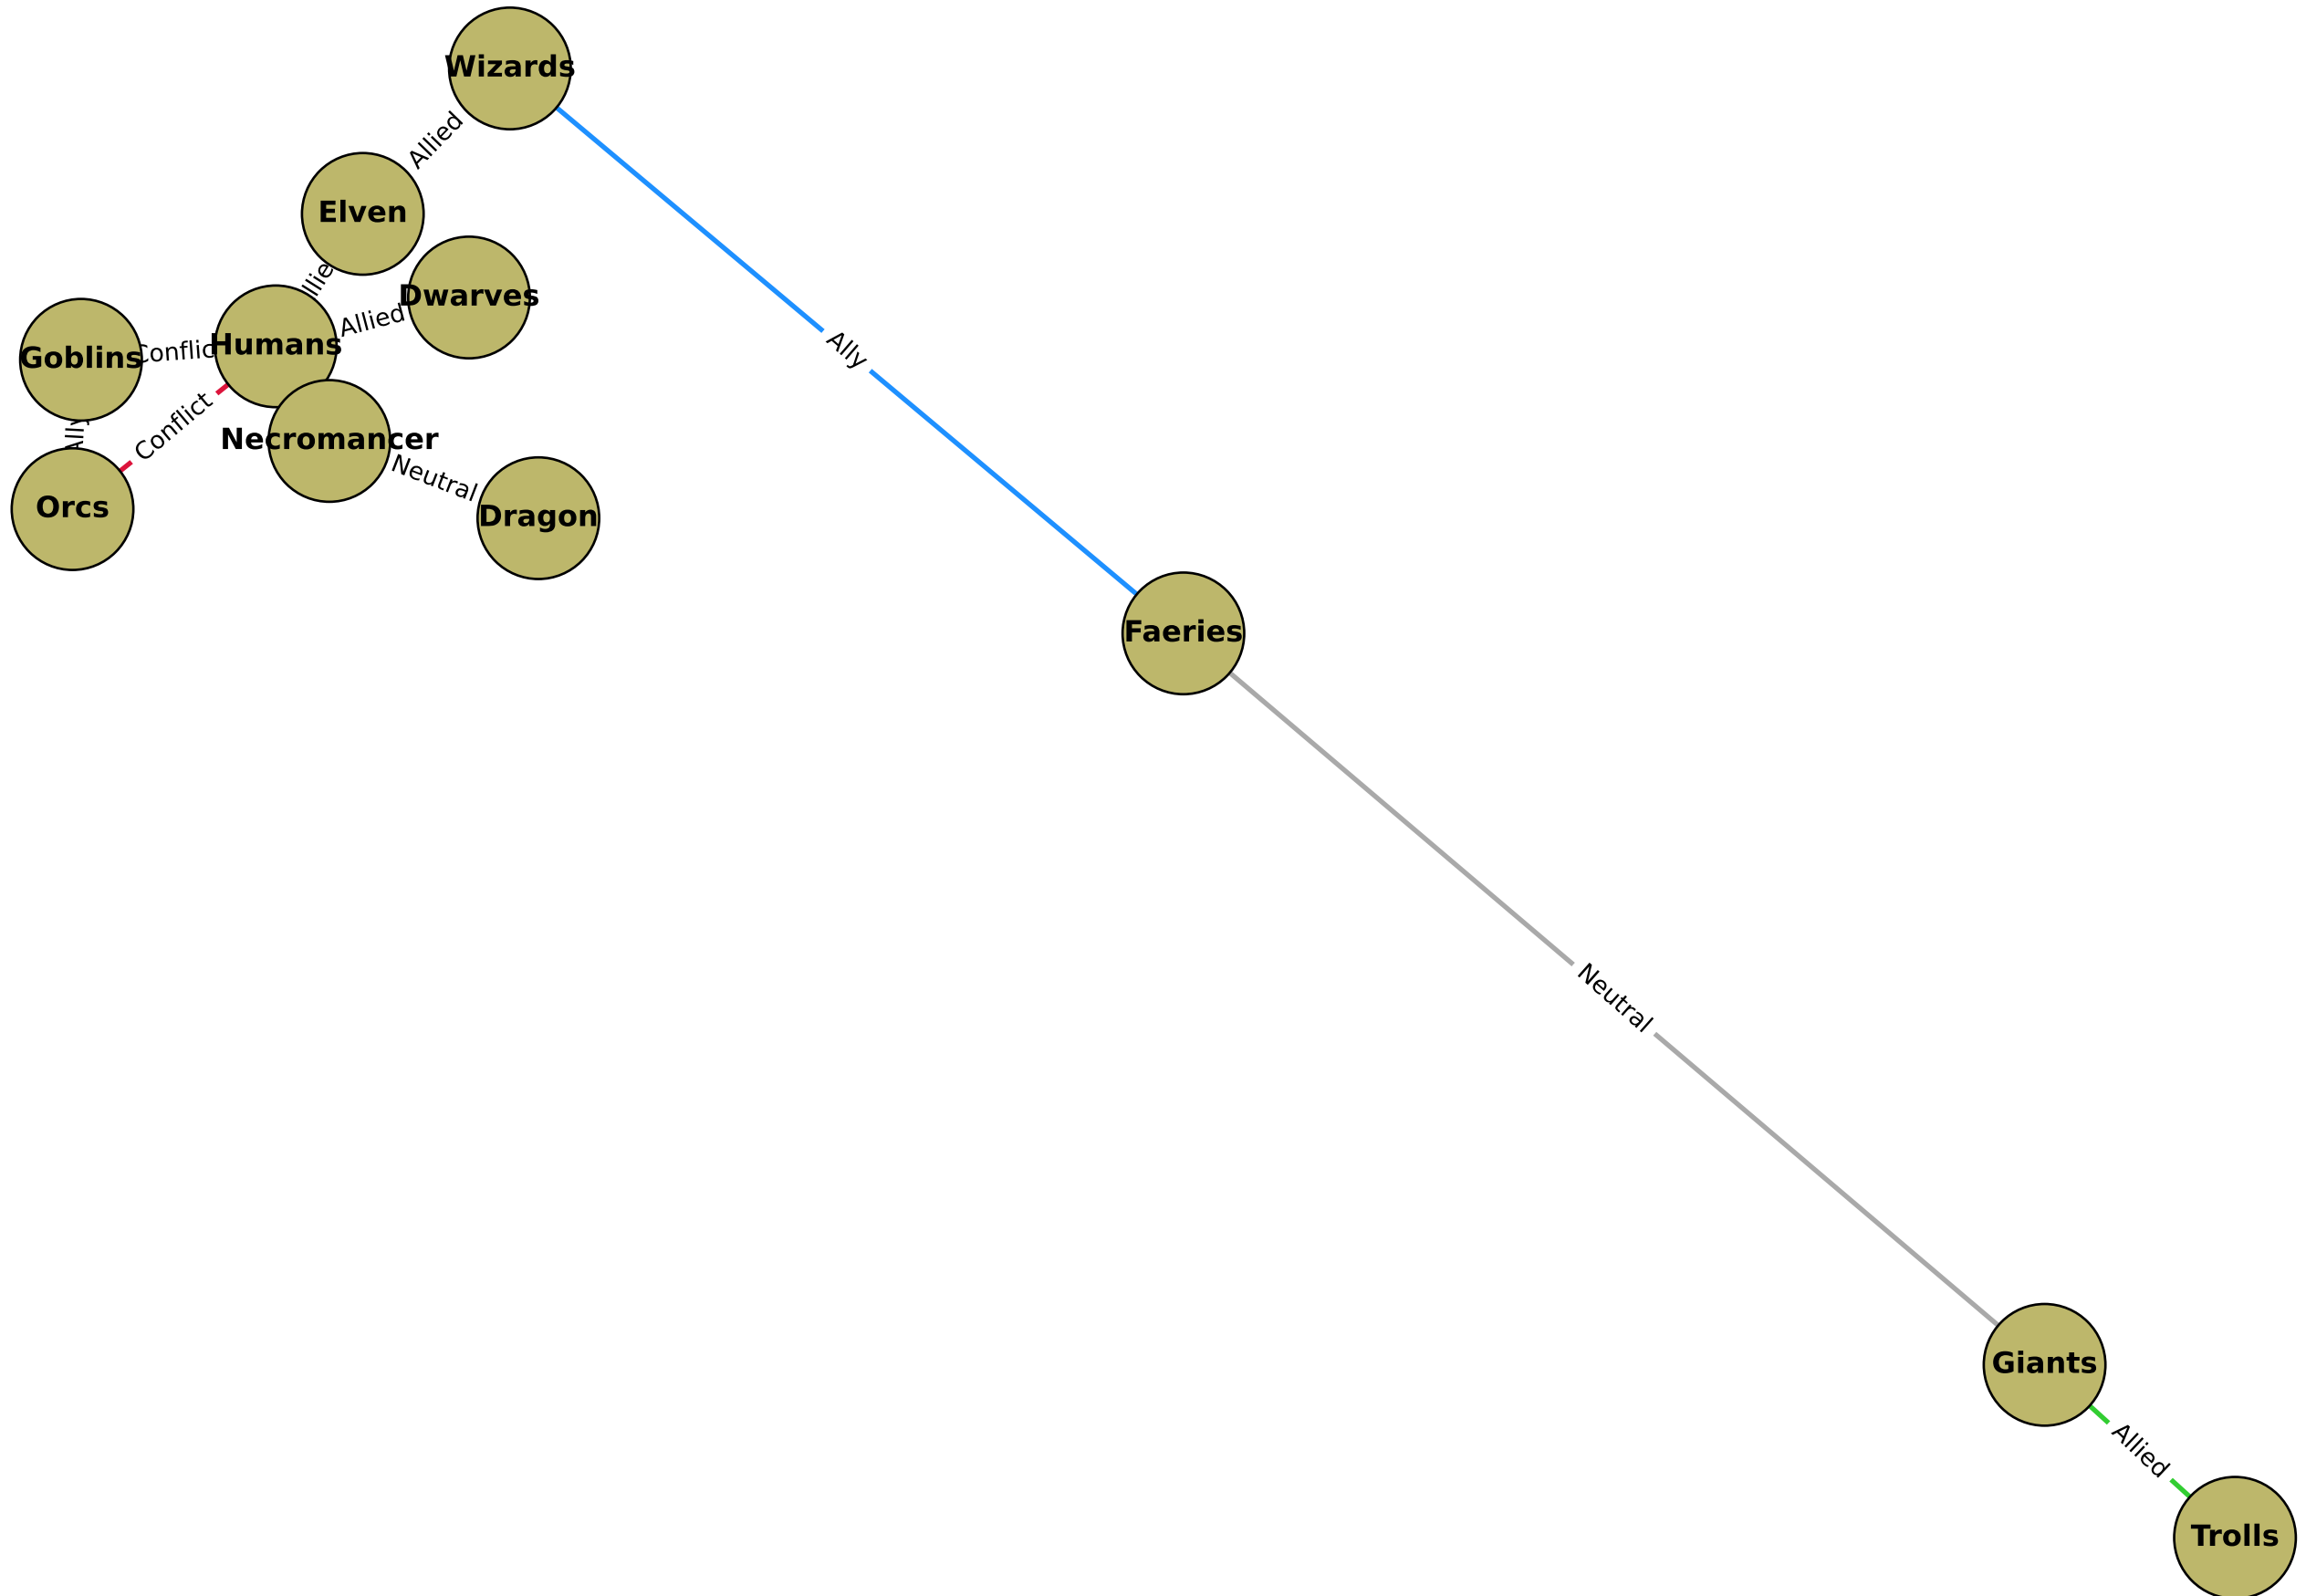 Wizards
Allied
Elven
Dwarves
Allied
Humans
Goblins
Ally
Conflict
Necromancer
Neutral
Orcs
Dragon
Faeries
Neutral
Giants
Allied
Trolls